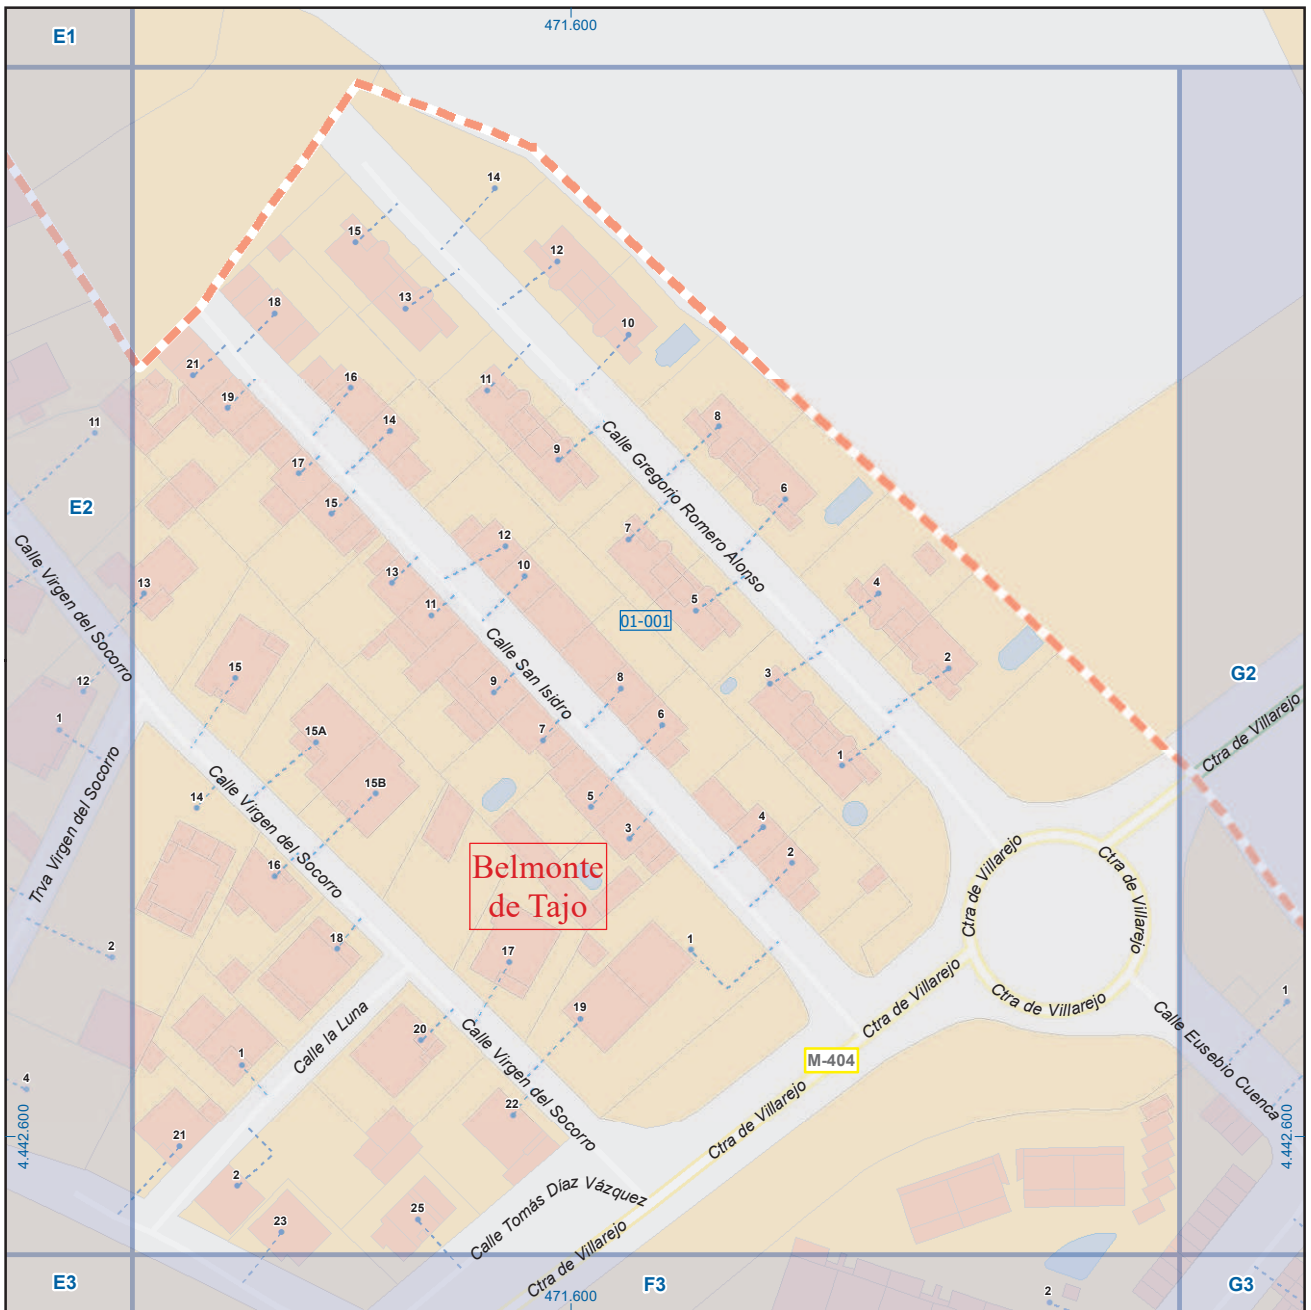 E1
471.600
14
15
12
13
18
10
21
16
11
19
14
8
11
9
E2
17
6
15
7
12
10
13
13
4
11
5
01-001
Calle Gregorio Romero Alonso
Calle Virgen del Socorro
Calle San Isidro
15
3
2
12
9
8
G2
1
6
15A
7
1
Ctra de Villarejo
15B
14
5
Trva Virgen del Socorro
Calle Virgen del Socorro
3
4
2
16
Belmonte
de Tajo
Ctra de Villarejo
Ctra de Villarejo
18
2
17
1
1
19
Ctra de Villarejo
Ctra de Villarejo
Calle la Luna
20
Calle Virgen del Socorro
Calle Eusebio Cuenca
M-404
1
4
22
Ctra de Villarejo
21
4.442.600
4.442.600
2
Calle Tomás Díaz Vázquez
23
25
Ctra de Villarejo
E3
F3
2
G3
471.600